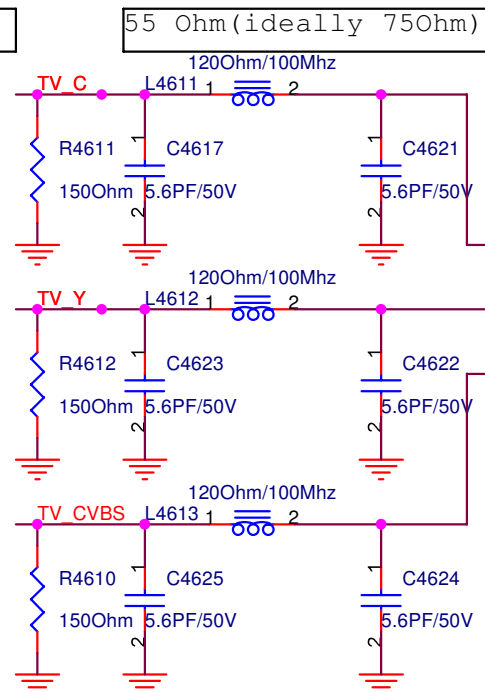 55 Ohm(ideally 75Ohm)
120Ohm/100Mhz
TV_C L4611 1 2
R4611 1 C4617 1 C4621
150Ohm 5.6PF/50V 5.6PF/50V
2 2
120Ohm/100Mhz
TV_Y L4612 1 2
R4612 1 C4623 1 C4622
150Ohm 5.6PF/50V 5.6PF/50V
2 2
120Ohm/100Mhz
TV_CVBS L4613 1 2
R4610 1 C4625 1 C4624
150Ohm 5.6PF/50V 5.6PF/50V
2 2